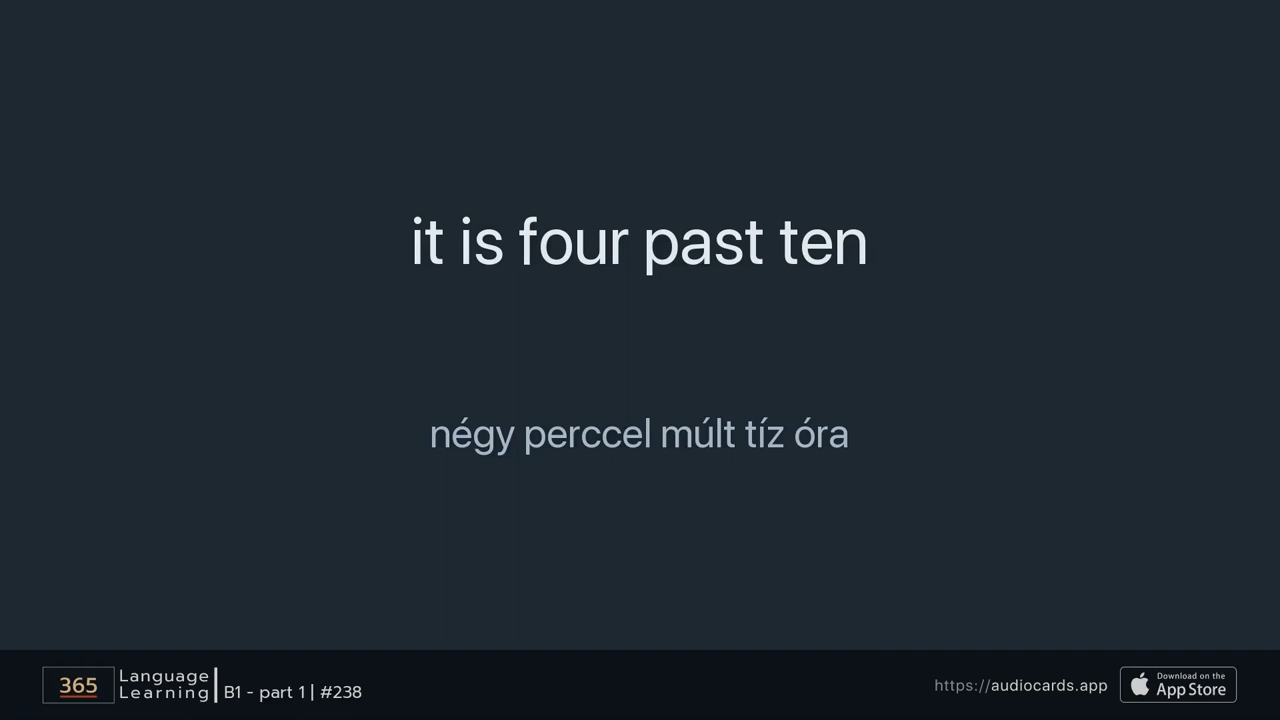 it is four past ten
négy perccel múlt tíz óra
365 Language Learning
B1 - part 1 | #238
https://audiocards.app
Download on the
App Store